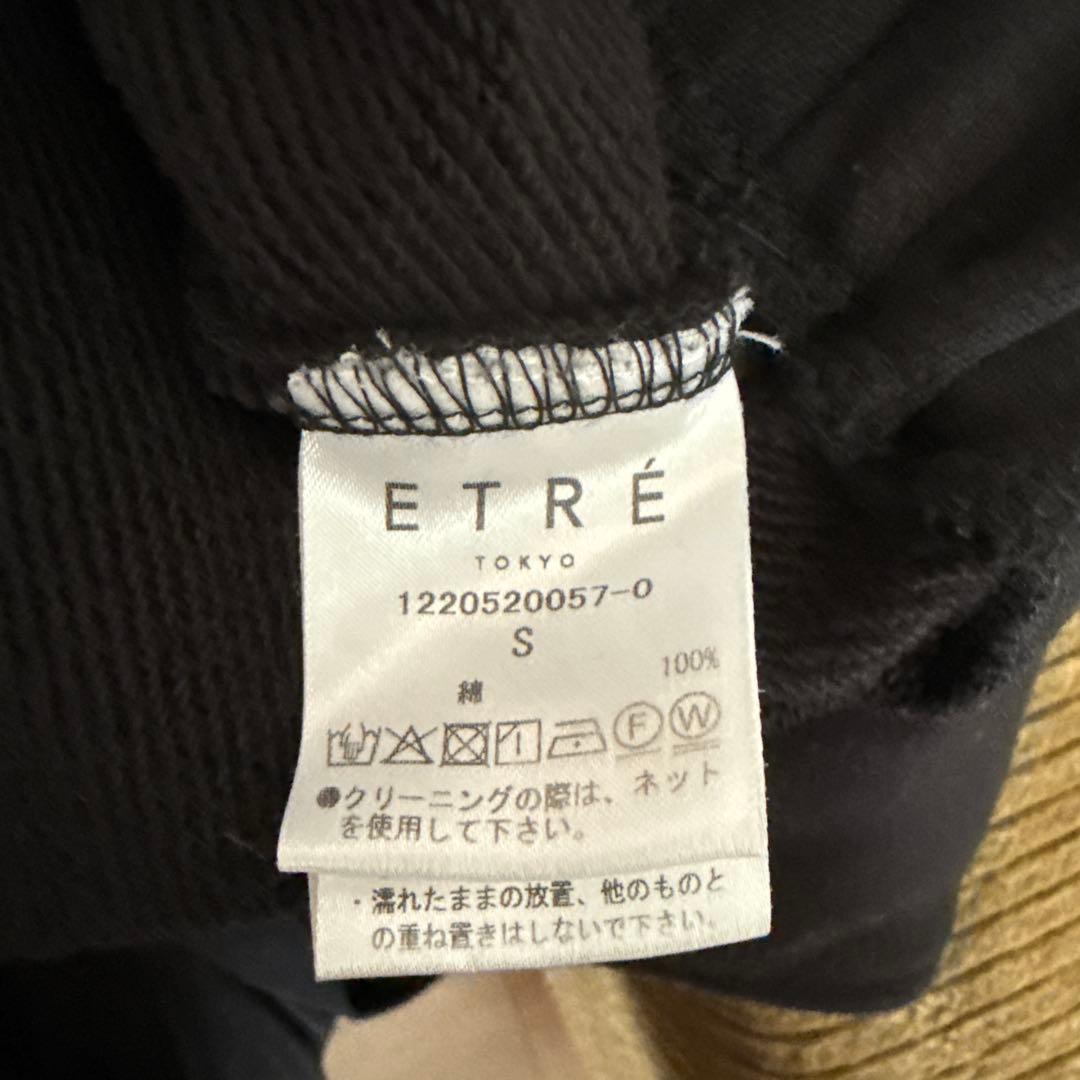 ETRÉ
TOKYO
1220520057-0
S
綿 100%
F W
●クリーニングの際は、ネット
を使用して下さい。
・濡れたままの放置、他のものと
の重ね置きはしないで下さい。